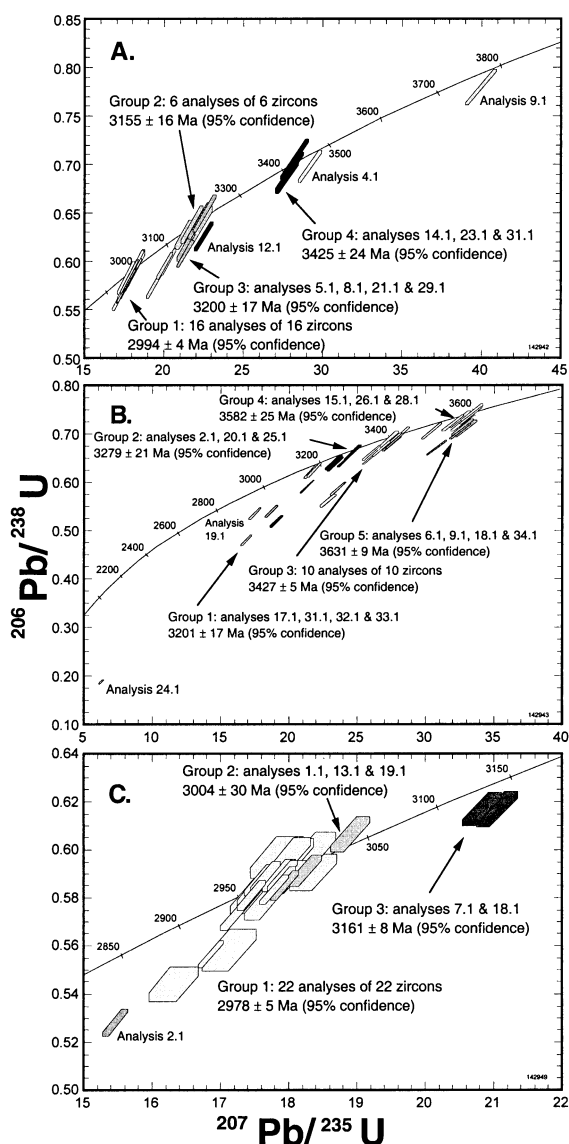 A.
0.85
0.80
0.75
0.70
0.65
0.60
0.55
0.50
15
20
25
30
35
40
45
3000
3100
3300
3400
3500
3600
3700
3800
Group 2: 6 analyses of 6 zircons
3155 ± 16 Ma (95% confidence)
Analysis 9.1
Analysis 4.1
Analysis 12.1
Group 4: analyses 14.1, 23.1 & 31.1
3425 ± 24 Ma (95% confidence)
Group 3: analyses 5.1, 8.1, 21.1 & 29.1
3200 ± 17 Ma (95% confidence)
Group 1: 16 analyses of 16 zircons
2994 ± 4 Ma (95% confidence)
142942
B.
0.80
0.70
0.60
0.50
0.40
0.30
0.20
0.10
5
10
15
20
25
30
35
40
2200
2400
2600
2800
3000
3200
3400
3600
Group 4: analyses 15.1, 26.1 & 28.1
3582 ± 25 Ma (95% confidence)
Group 2: analyses 2.1, 20.1 & 25.1
3279 ± 21 Ma (95% confidence)
Analysis
19.1
Group 5: analyses 6.1, 9.1, 18.1 & 34.1
3631 ± 9 Ma (95% confidence)
Group 3: 10 analyses of 10 zircons
3427 ± 5 Ma (95% confidence)
Group 1: analyses 17.1, 31.1, 32.1 & 33.1
3201 ± 17 Ma (95% confidence)
Analysis 24.1
142943
206 Pb/ 238 U
C.
0.64
0.62
0.60
0.58
0.56
0.54
0.52
0.50
15
16
17
18
19
20
21
22
2850
2900
2950
3050
3100
3150
Group 2: analyses 1.1, 13.1 & 19.1
3004 ± 30 Ma (95% confidence)
Group 3: analyses 7.1 & 18.1
3161 ± 8 Ma (95% confidence)
Group 1: 22 analyses of 22 zircons
2978 ± 5 Ma (95% confidence)
Analysis 2.1
142949
207 Pb/ 235 U